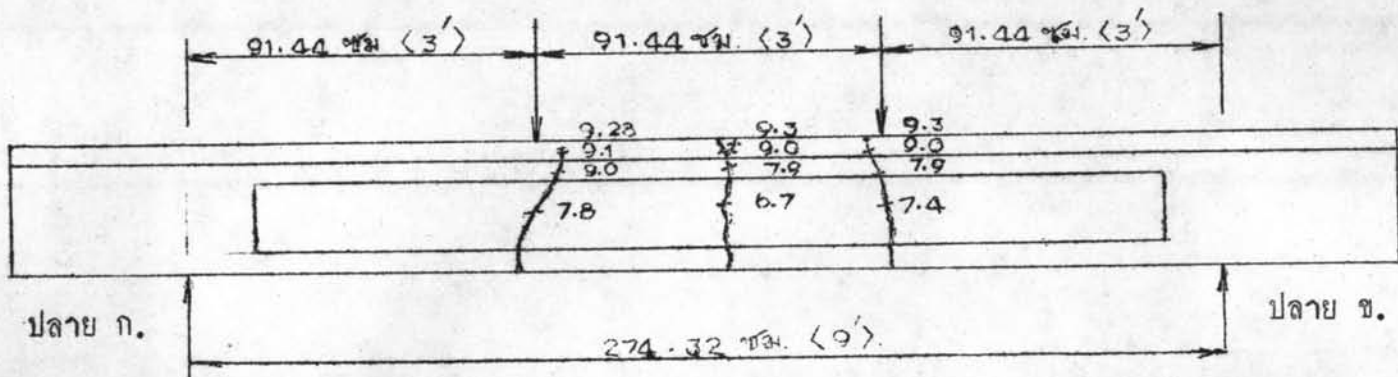 91.44 ซม <3'> 91.44 ซม. <3'> 91.44 ซม. <3'>
9.23 9.3 9.3
9.1 9.0 9.0
9.0 7.9 7.9
7.8 6.7 7.4
ปลาย ก. ปลาย ข.
274.32 ซม. <9'>.